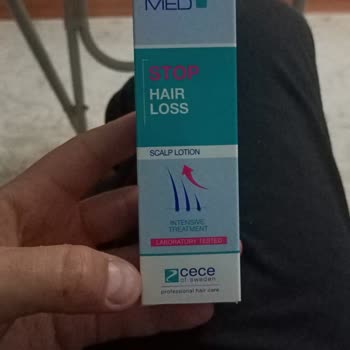 MED
STOP
HAIR
LOSS
SCALP LOTION
INTENSIVE
TREATMENT
LABORATORY TESTED
cece
of sweden
professional hair care